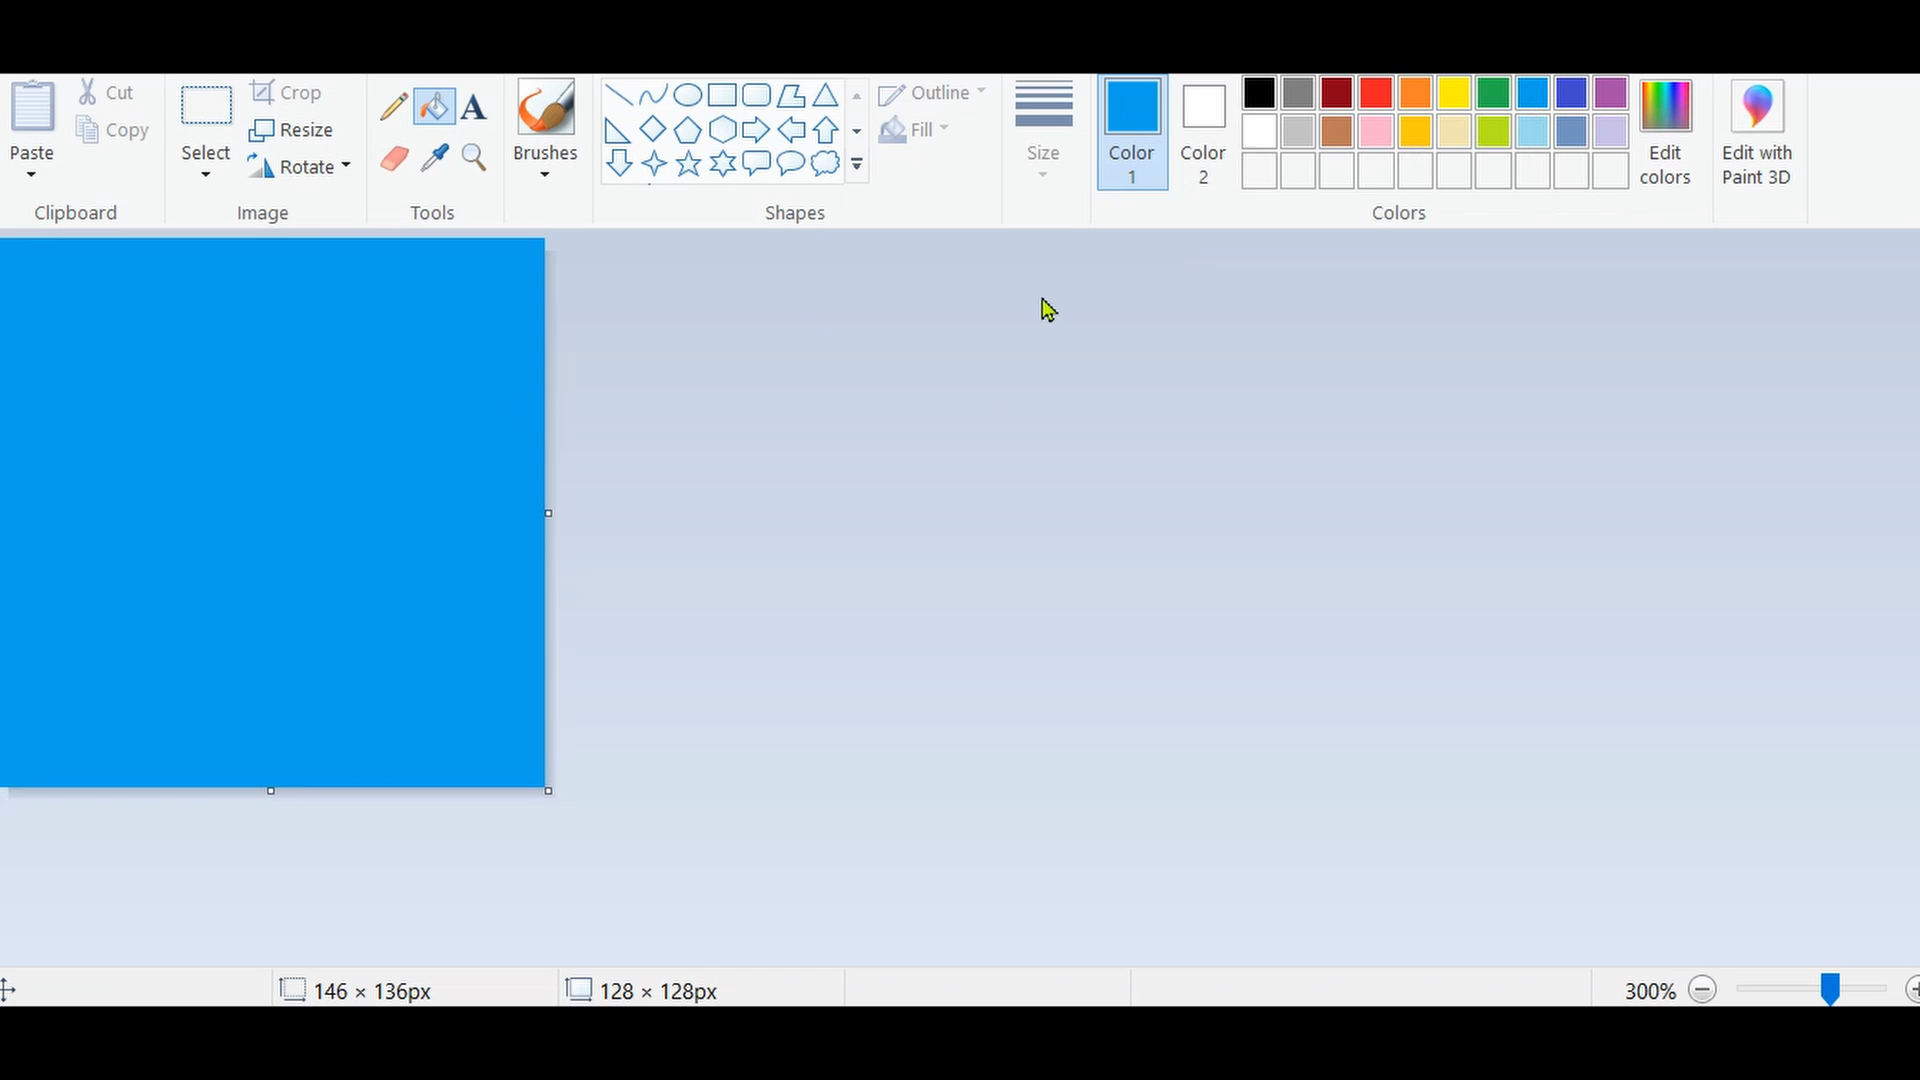 Paste
Cut
Copy
Clipboard
Select
Crop
Resize
Rotate
Image
A
Tools
Brushes
Shapes
Outline
Fill
Size
Color
1
Color
2
Colors
Edit
colors
Edit with
Paint 3D
146 × 136px
128 × 128px
300%